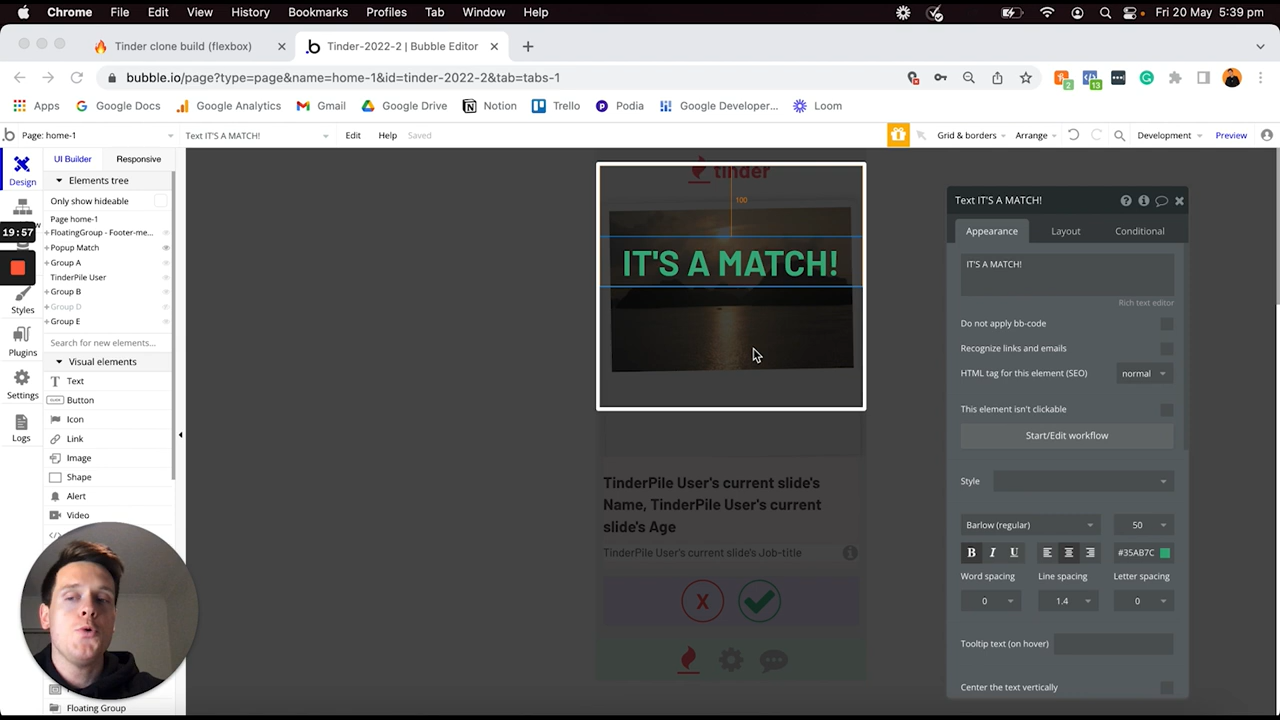 Chrome File Edit View History Bookmarks Profiles Tab Window Help Fri 20 May 5:39 pm
Tinder clone build (flexbox) Tinder-2022-2 | Bubble Editor
bubble.io/page?type=page&name=home-1&id=tinder-2022-2&tab=tabs-1 2 13
Apps Google Docs Google Analytics Gmail Google Drive Notion Trello Podia Google Developer... Loom
Page: home-1 Text IT'S A MATCH! Edit Help Saved Grid & borders Arrange Development Preview
Design
19:57
Styles
Plugins
Settings
Logs
UI Builder Responsive
Elements tree
Only show hideable
Page home-1
FloatingGroup - Footer-me...
Popup Match
Group A
TinderPile User
Group B
Group D
Group E
Search for new elements...
Visual elements
Text
Button
Icon
Link
Image
Shape
Alert
Video
Floating Group
tinder
100
IT'S A MATCH!
TinderPile User's current slide's
Name, TinderPile User's current
slide's Age
TinderPile User's current slide's Job-title
X
Text IT'S A MATCH!
Appearance Layout Conditional
IT'S A MATCH!
Rich text editor
Do not apply bb-code
Recognize links and emails
HTML tag for this element (SEO) normal
This element isn't clickable
Start/Edit workflow
Style
Barlow (regular) 50
B I U #35AB7C
Word spacing Line spacing Letter spacing
0 1.4 0
Tooltip text (on hover)
Center the text vertically